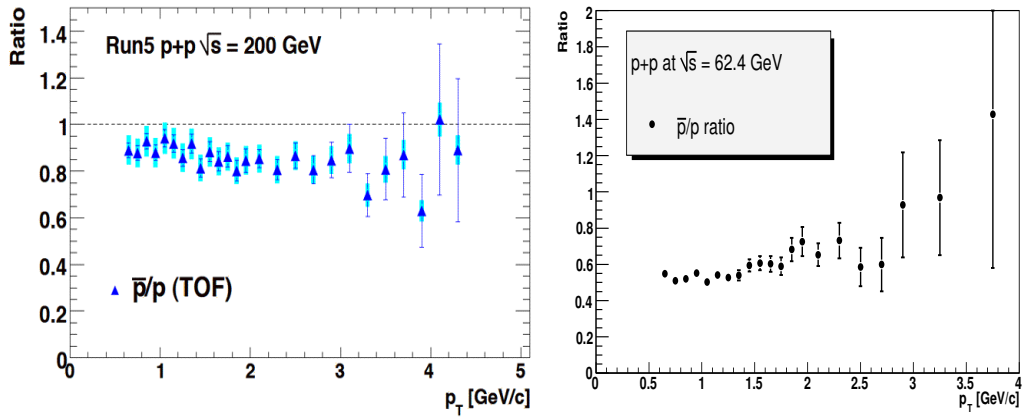 Ratio
1.4
1.2
1
0.8
0.6
0.4
0.2
0
Run5 p+p √s = 200 GeV
p̅/p (TOF)
0 1 2 3 4 5
p_T [GeV/c]
Ratio
2
1.8
1.6
1.4
1.2
1
0.8
0.6
0.4
0.2
0
p+p at √s = 62.4 GeV
p̅/p ratio
0 0.5 1 1.5 2 2.5 3 3.5 4
p_T [GeV/c]